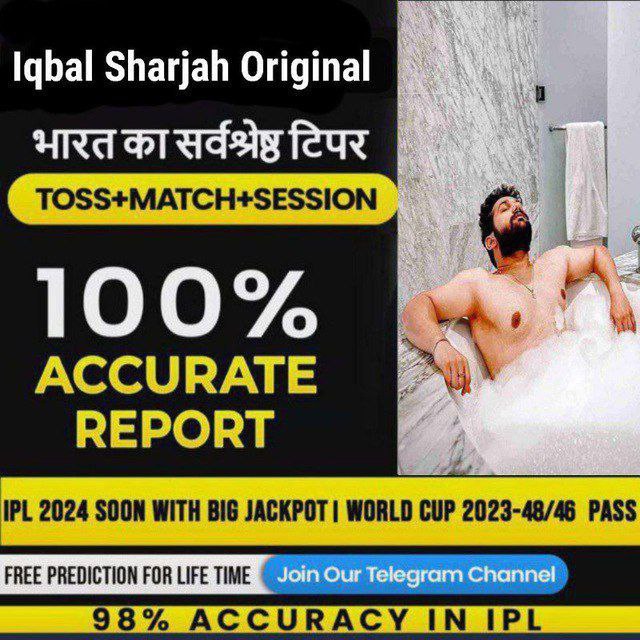 Iqbal Sharjah Original
भारत का सर्वश्रेष्ठ टिपर
TOSS+MATCH+SESSION
100%
ACCURATE
REPORT
IPL 2024 SOON WITH BIG JACKPOT| WORLD CUP 2023-48/46 PASS
FREE PREDICTION FOR LIFE TIME Join Our Telegram Channel
98% ACCURACY IN IPL